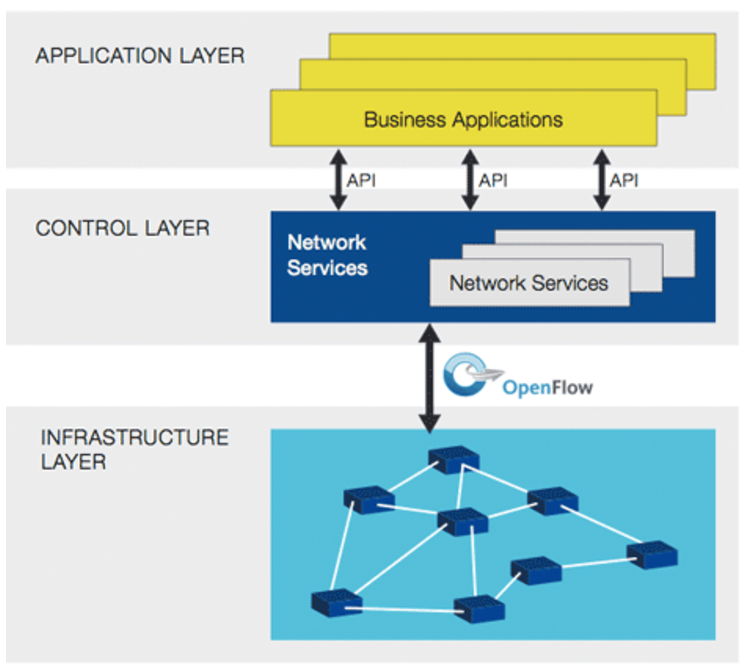 APPLICATION LAYER
Business Applications
API
API
API
CONTROL LAYER
Network
Services
Network Services
OpenFlow
INFRASTRUCTURE
LAYER